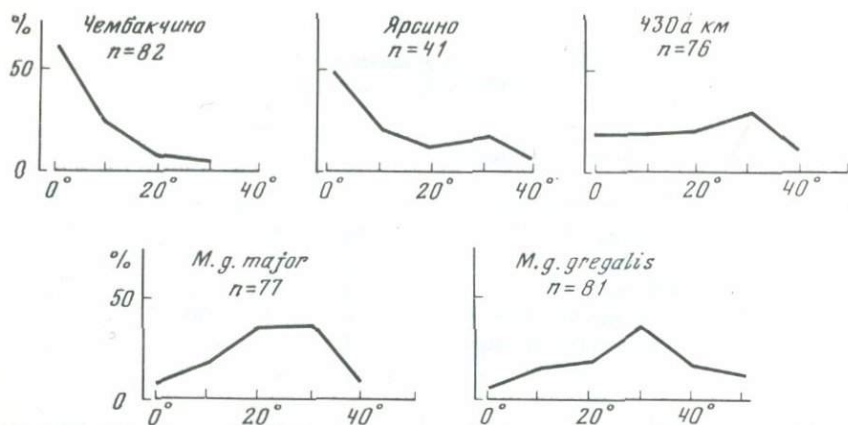 %
50
0
Чембакчино
n=82
0° 20° 40°
Ярсино
n=41
0° 20° 40°
430á км
n=76
0 20° 40°
%
50
0
M.g. major
n=77
0° 20° 40°
M.g. gregalis
n=81
0° 20° 40°